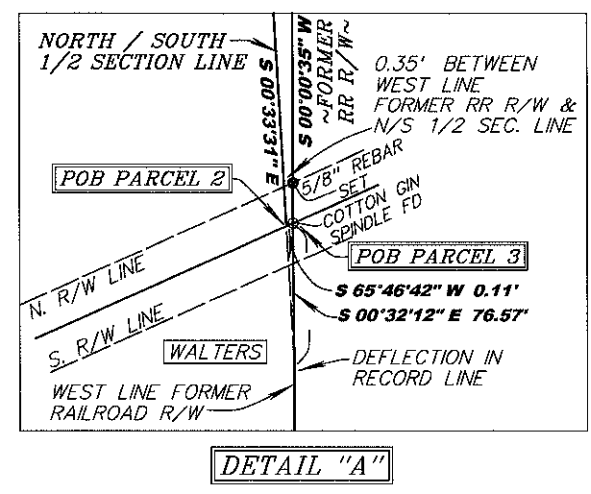 NORTH / SOUTH
1/2 SECTION LINE
S 00°33'31" E
S 00°00'35" W
~FORMER
RR R/W~
0.35' BETWEEN
WEST LINE
FORMER RR R/W &
N/S 1/2 SEC. LINE
POB PARCEL 2
5/8" REBAR
SET
COTTON GIN
SPINDLE FD
POB PARCEL 3
N. R/W LINE
S 65°46'42" W 0.11'
S 00°32'12" E 76.57'
S. R/W LINE
WALTERS
DEFLECTION IN
RECORD LINE
WEST LINE FORMER
RAILROAD R/W
DETAIL "A"